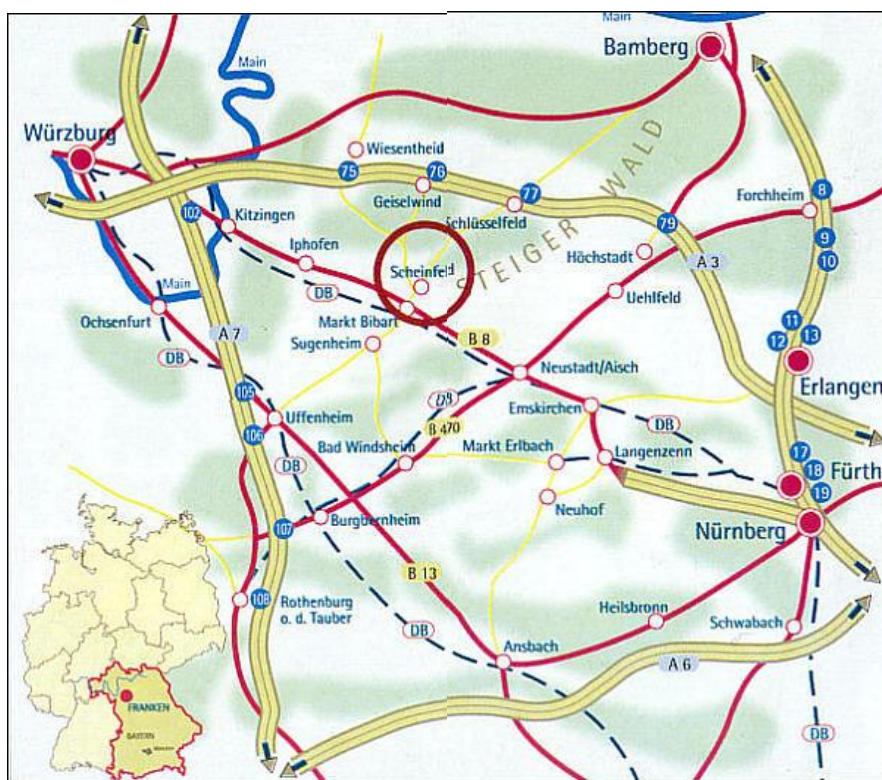 Main
Bamberg
Main
Würzburg
Wiesentheid
75
76
77
Geiselwind
Schlüsselfeld
STEIGERWALD
8
Forchheim
102
Kitzingen
79
9
10
Iphofen
Höchstadt
A 3
Scheinfeld
Main
DB
Uehlfeld
Ochsenfurt
Markt Bibart
11
12
13
A 7
B 8
Sugenheim
DB
Neustadt/Aisch
Erlangen
105
DB
Emskirchen
106
Uffenheim
B 470
DB
Bad Windsheim
Markt Erlbach
Langenzenn
17
DB
18
Fürth
19
107
Burgbernheim
Neuhof
Nürnberg
B 13
108
Rothenburg
o. d. Tauber
Heilsbronn
Schwabach
DB
Ansbach
A 6
FRANKEN
DB
BAYERN